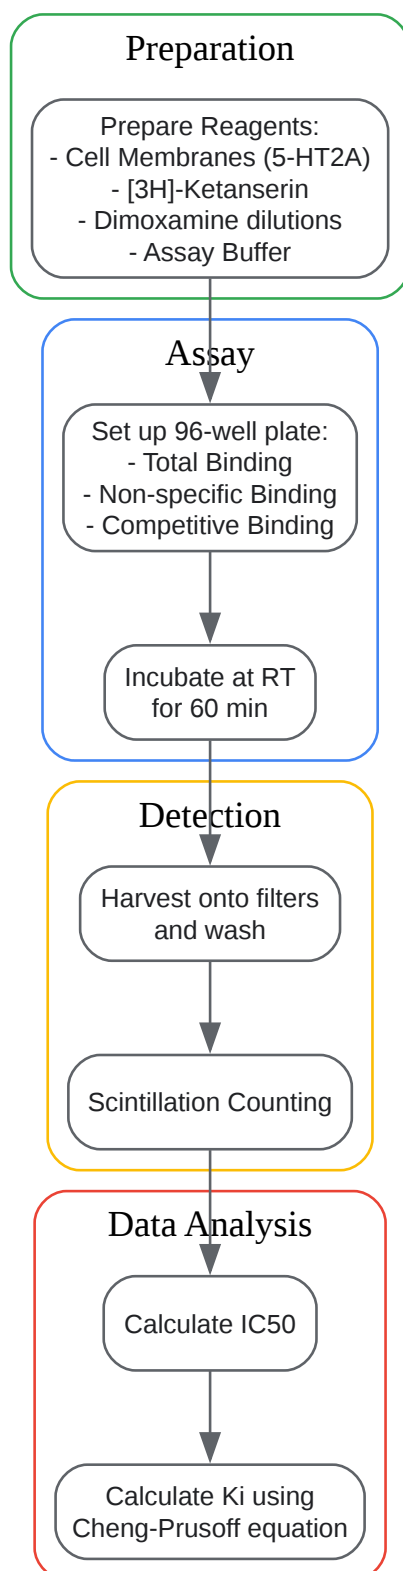 Preparation
Prepare Reagents:
- Cell Membranes (5-HT2A)
- [3H]-Ketanserin
- Dimoxamine dilutions
- Assay Buffer
Assay
Set up 96-well plate:
- Total Binding
- Non-specific Binding
- Competitive Binding
Incubate at RT
for 60 min
Detection
Harvest onto filters
and wash
Scintillation Counting
Data Analysis
Calculate IC50
Calculate Ki using
Cheng-Prusoff equation